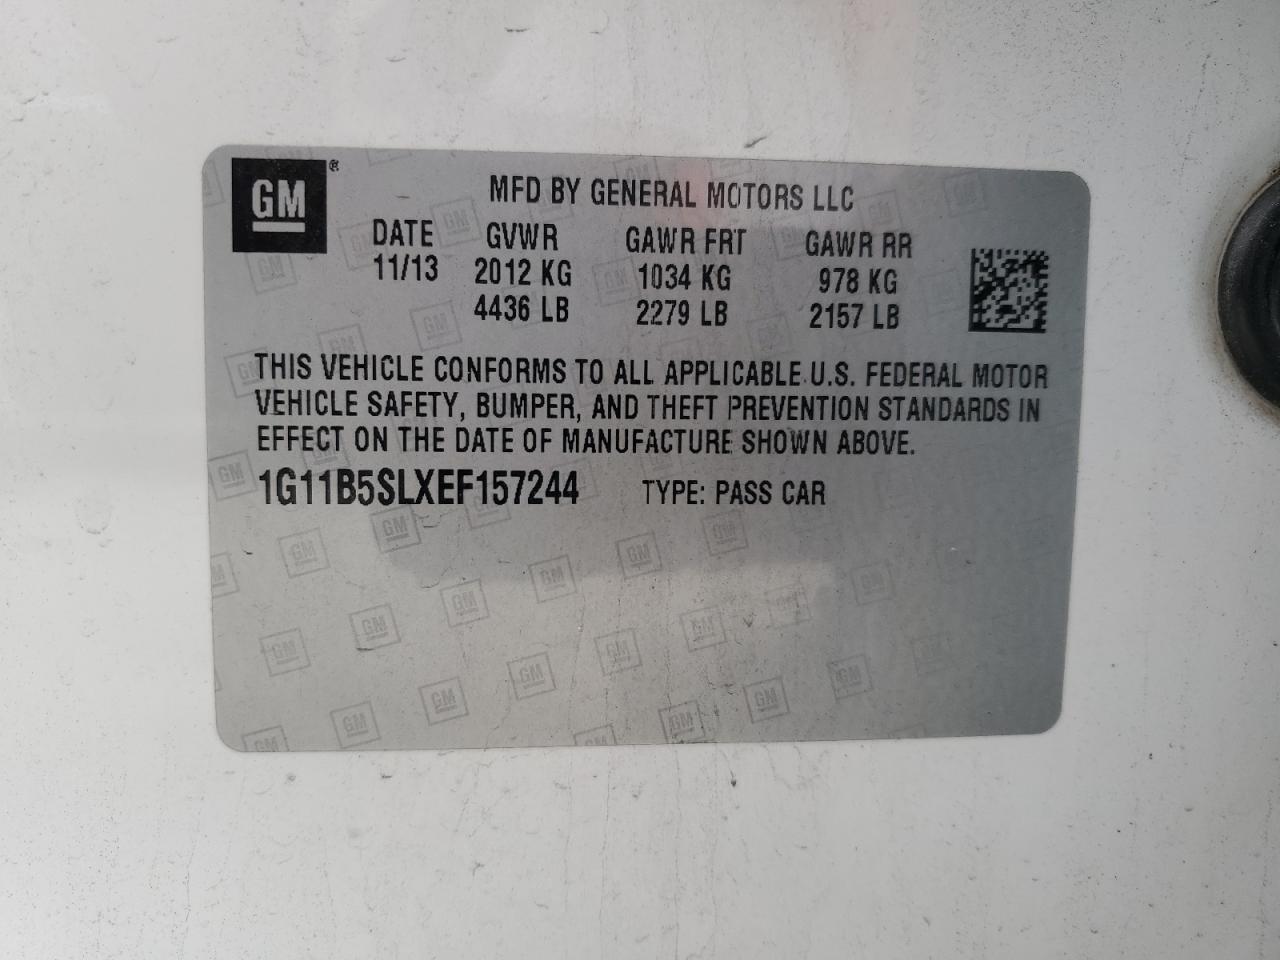 GM®
MFD BY GENERAL MOTORS LLC
DATE GVWR GAWR FRT GAWR RR
11/13 2012 KG 1034 KG 978 KG
4436 LB 2279 LB 2157 LB
THIS VEHICLE CONFORMS TO ALL APPLICABLE U.S. FEDERAL MOTOR
VEHICLE SAFETY, BUMPER, AND THEFT PREVENTION STANDARDS IN
EFFECT ON THE DATE OF MANUFACTURE SHOWN ABOVE.
1G11B5SLXEF157244 TYPE: PASS CAR